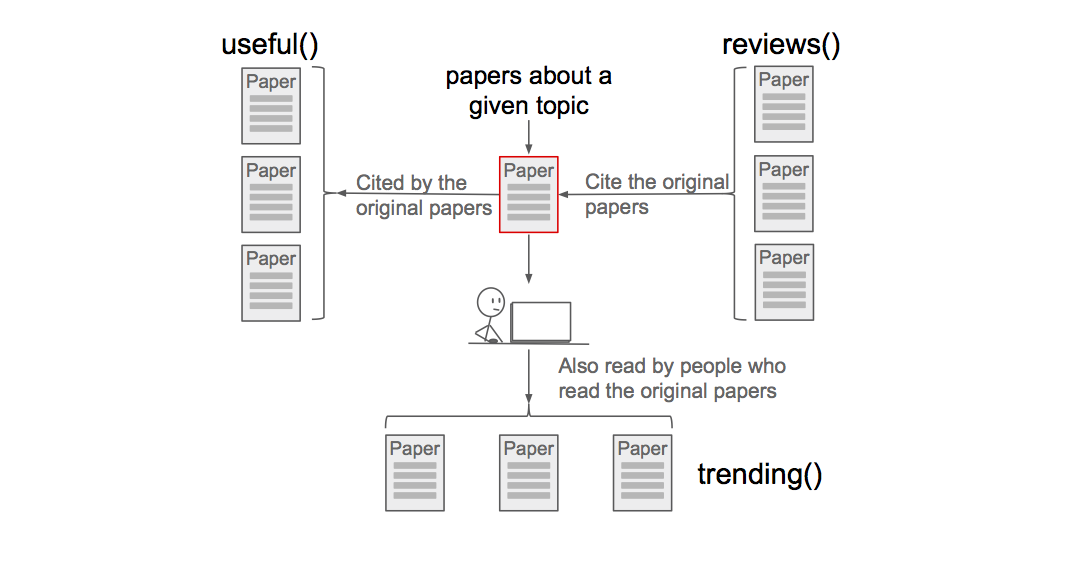 useful()
Paper
Paper
Paper
papers about a
given topic
Paper
Cited by the
original papers
Cite the original
papers
reviews()
Paper
Paper
Paper
Also read by people who
read the original papers
Paper
Paper
Paper
trending()